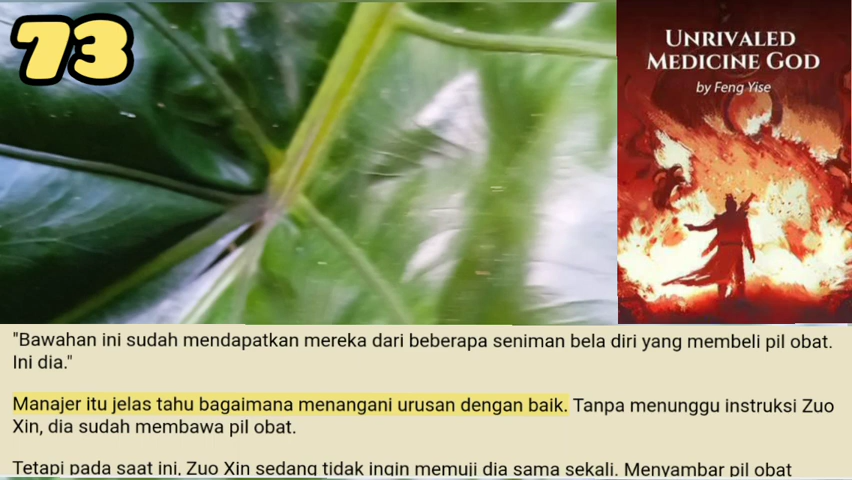 73
UNRIVALED
MEDICINE GOD
by Feng Yise
"Bawahan ini sudah mendapatkan mereka dari beberapa seniman bela diri yang membeli pil obat.
Ini dia."
Manajer itu jelas tahu bagaimana menangani urusan dengan baik. Tanpa menunggu instruksi Zuo
Xin, dia sudah membawa pil obat.
Tetapi pada saat ini, Zuo Xin sedang tidak ingin memuji dia sama sekali. Menyambar pil obat